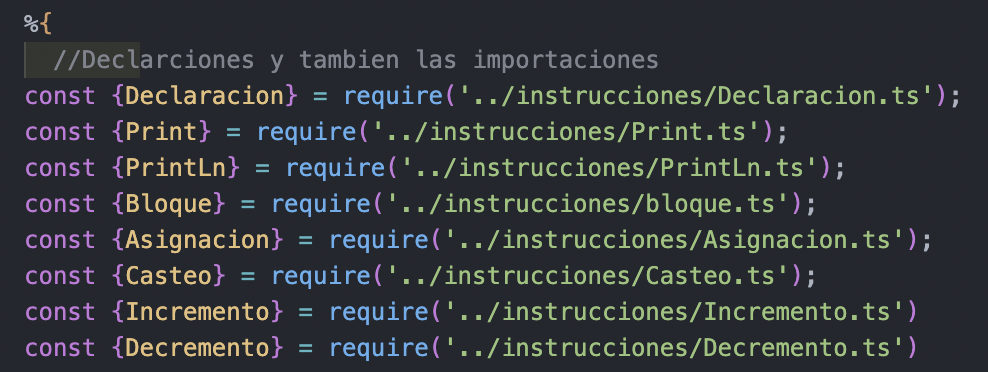 %{
//Declarciones y tambien las importaciones
const {Declaracion} = require('../instrucciones/Declaracion.ts');
const {Print} = require('../instrucciones/Print.ts');
const {PrintLn} = require('../instrucciones/PrintLn.ts');
const {Bloque} = require('../instrucciones/bloque.ts');
const {Asignacion} = require('../instrucciones/Asignacion.ts');
const {Casteo} = require('../instrucciones/Casteo.ts');
const {Incremento} = require('../instrucciones/Incremento.ts')
const {Decremento} = require('../instrucciones/Decremento.ts')